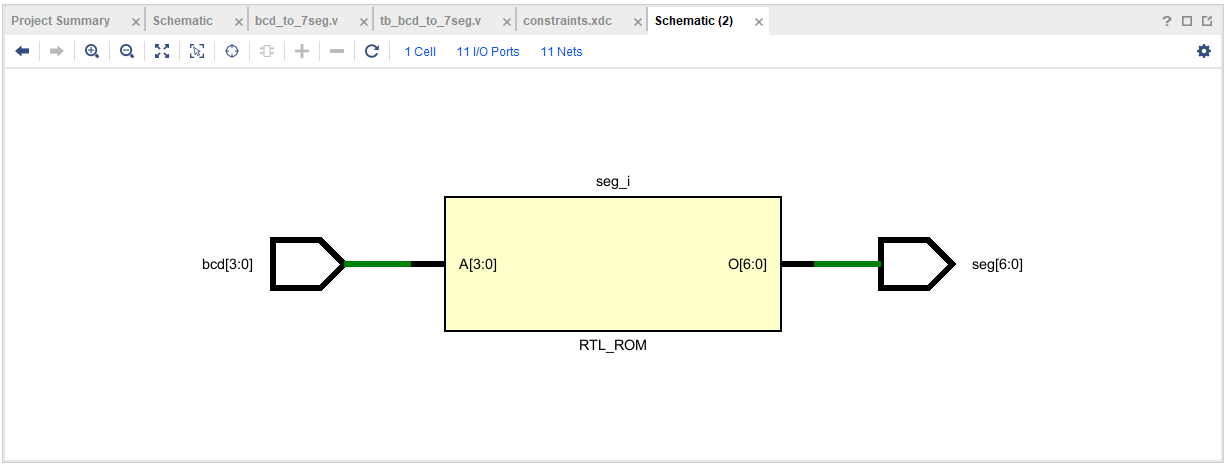 Project Summary
Schematic
bcd_to_7seg.v
tb_bcd_to_7seg.v
constraints.xdc
Schematic (2)
?
1 Cell
11 I/O Ports
11 Nets
seg_i
bcd[3:0]
A[3:0]
O[6:0]
seg[6:0]
RTL_ROM